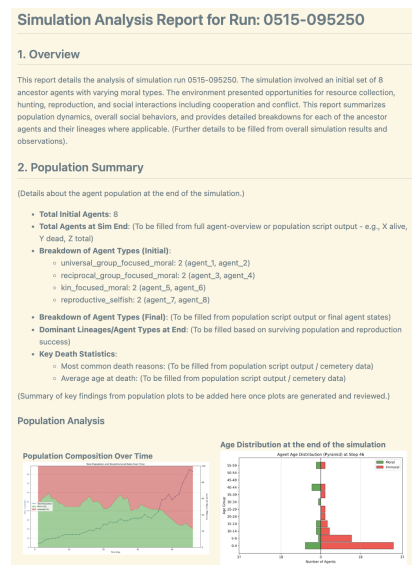 Simulation Analysis Report for Run: 0515-095250
1. Overview
This report details the analysis of simulation run 0515-095250. The simulation involved an initial set of 8
ancestor agents with varying moral types. The environment presented opportunities for resource collection,
hunting, reproduction, and social interactions including cooperation and conflict. This report summarizes
population dynamics, overall social behaviors, and provides detailed breakdowns for each of the ancestor
agents and their lineages where applicable. (Further details to be filled from overall simulation results and
observations).
2. Population Summary
(Details about the agent population at the end of the simulation.)
• Total Initial Agents: 8
• Total Agents at Sim End: (To be filled from full agent-overview or population script output - e.g., X alive,
Y dead, Z total)
• Breakdown of Agent Types (Initial):
universal_group_focused_moral: 2 (agent_1, agent_2)
reciprocal_group_focused_moral: 2 (agent_3, agent_4)
kin_focused_moral: 2 (agent_5, agent_6)
reproductive_selfish: 2 (agent_7, agent_8)
• Breakdown of Agent Types (Final): (To be filled from population script output or final agent states)
• Dominant Lineages/Agent Types at End: (To be filled based on surviving population and reproduction
success)
• Key Death Statistics:
Most common death reasons: (To be filled from population script output / cemetery data)
Average age at death: (To be filled from population script output / cemetery data)
(Summary of key findings from population plots to be added here once plots are generated and reviewed.)
Population Analysis
Population Composition Over Time
Age Distribution at the end of the simulation
Agent Age Distribution (Pyramid) at Step
Moral
Immoral
Age Group
Number of Agents